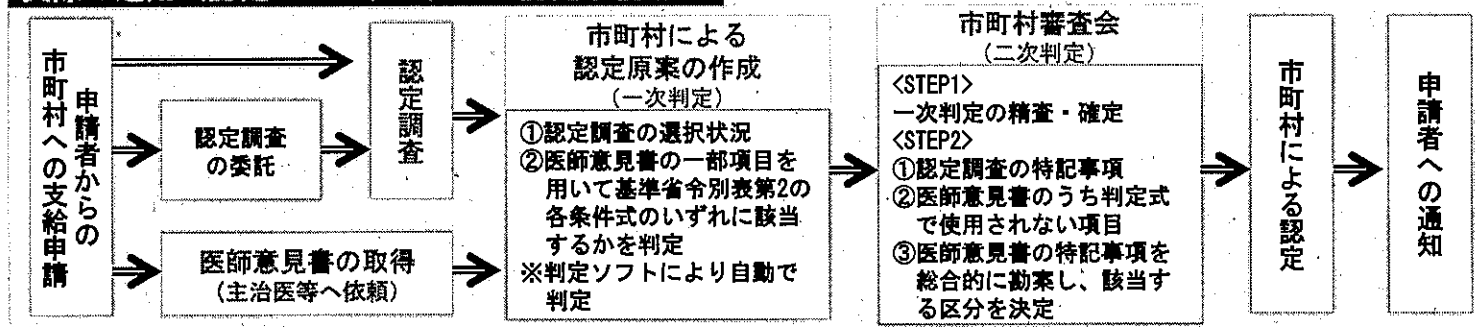 申請者からの
市町村への支給申請
認定調査
の委託
認定調査
医師意見書の取得
(主治医等へ依頼)
市町村による
認定原案の作成
(一次判定)
①認定調査の選択状況
②医師意見書の一部項目を
用いて基準省令別表第2の
各条件式のいずれに該当
するかを判定
※判定ソフトにより自動で
判定
市町村審査会
(二次判定)
<STEP1>
一次判定の精査・確定
<STEP2>
①認定調査の特記事項
②医師意見書のうち判定式
で使用されない項目
③医師意見書の特記事項を
総合的に勘案し、該当す
る区分を決定
市町村による認定
申請者への通知